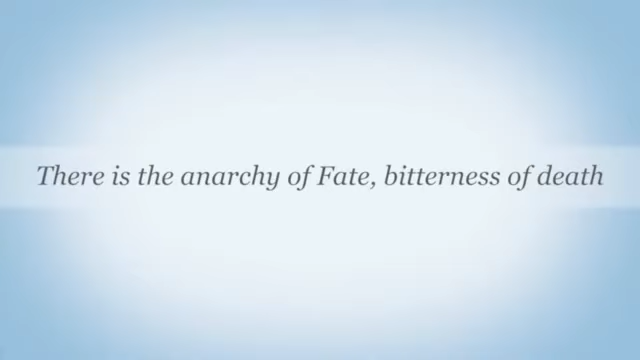 There is the anarchy of Fate, bitterness of death